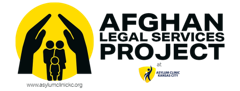 AFGHAN
LEGAL SERVICES
PROJECT
at
ASYLUM CLINIC
KANSAS CITY
www.asylumclinickc.org